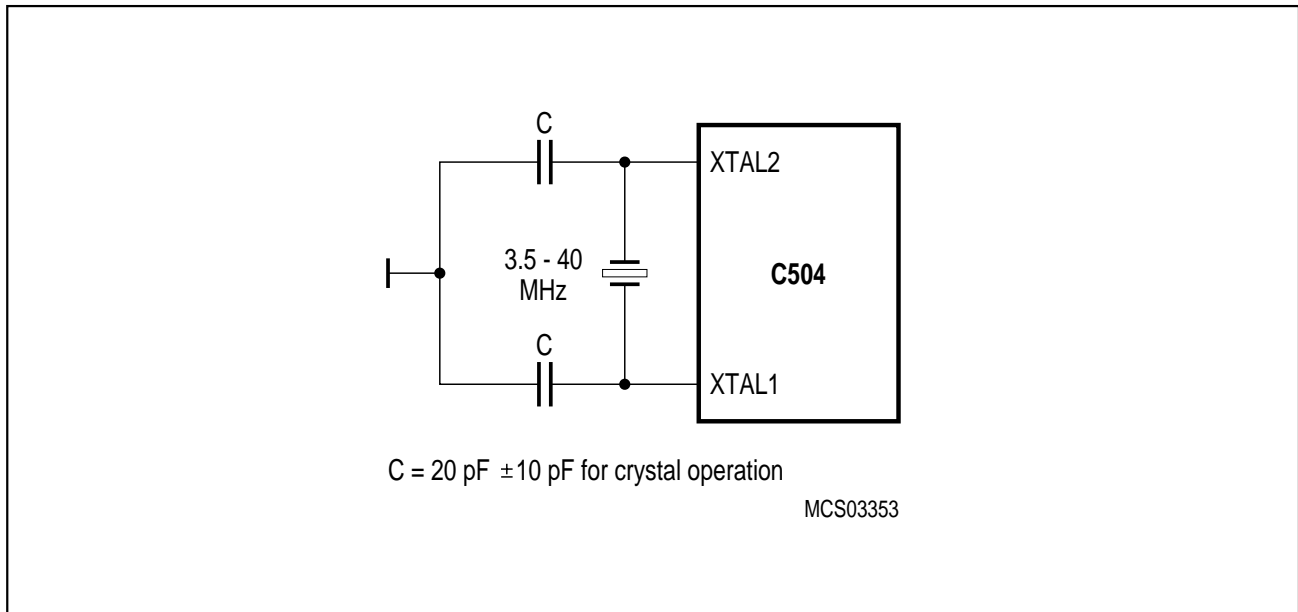 C
XTAL2
3.5 - 40
MHz
C504
C
XTAL1
C = 20 pF ±10 pF for crystal operation
MCS03353